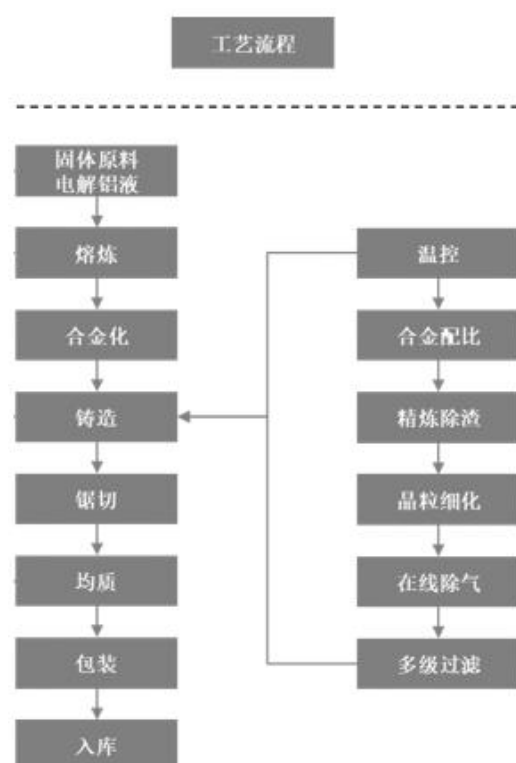 工艺流程
固体原料
电解铝液
熔炼
合金化
铸造
锯切
均质
包装
入库
温控
合金配比
精炼除渣
晶粒细化
在线除气
多级过滤